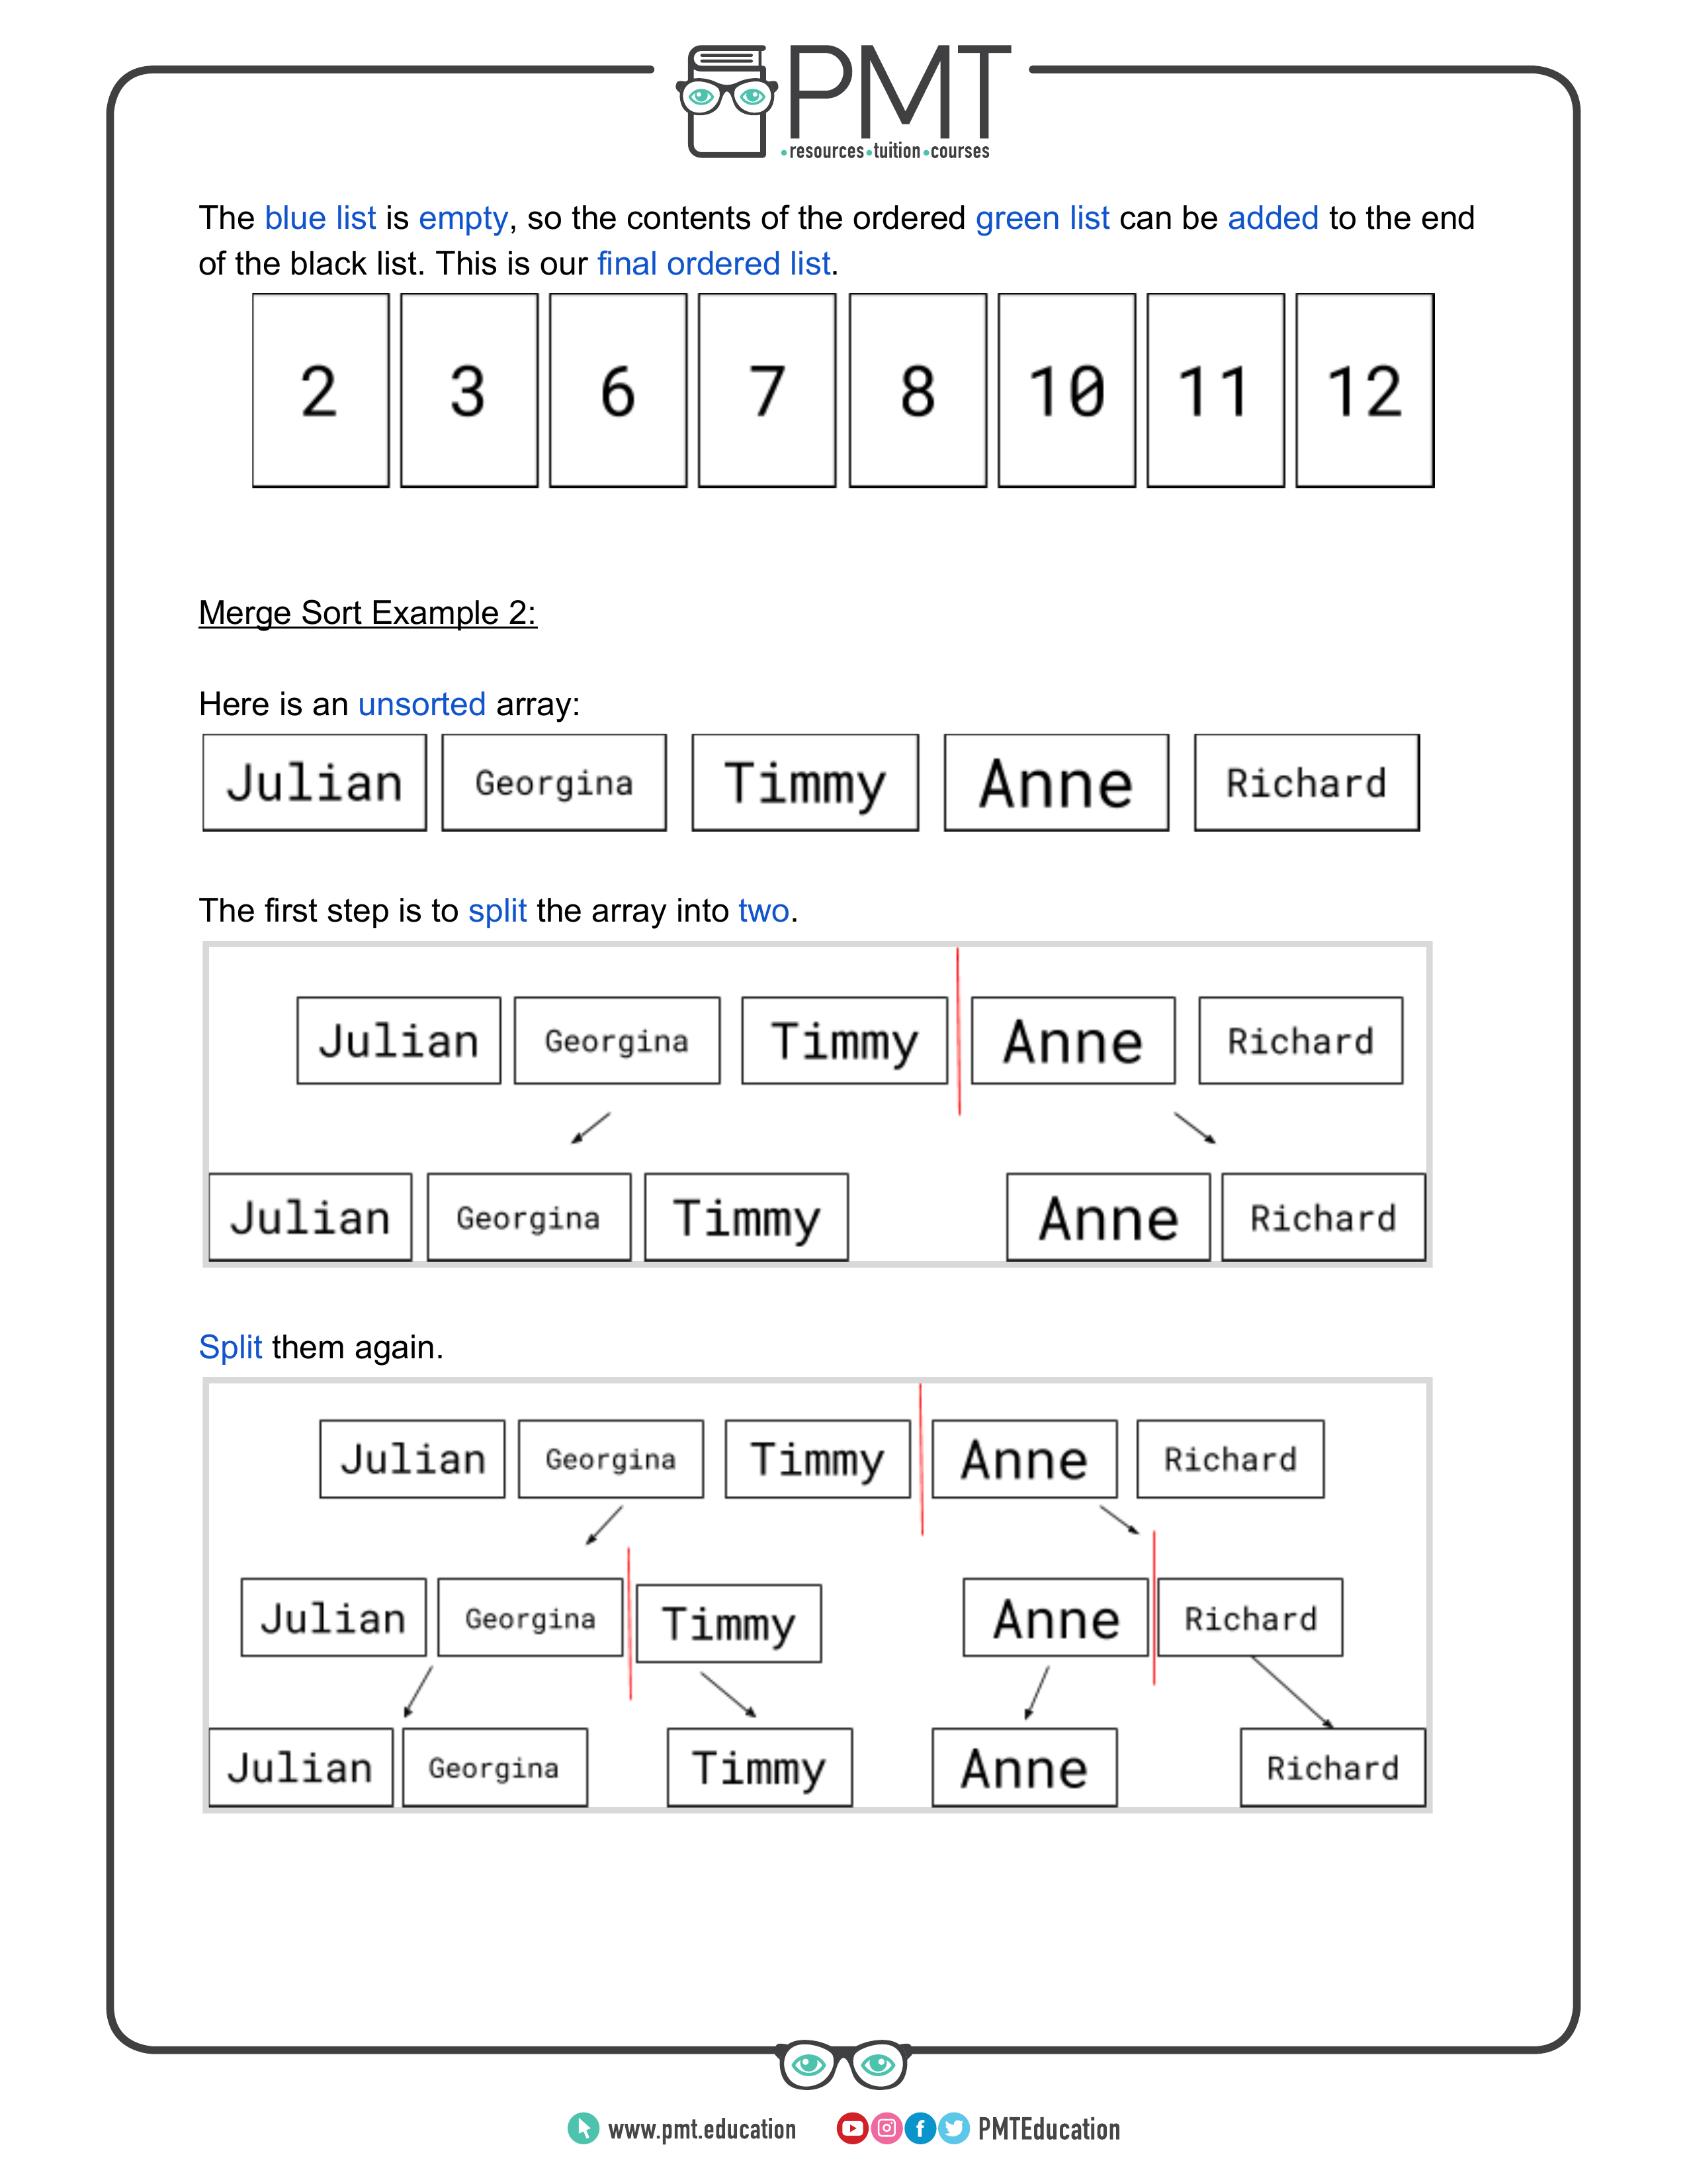 PMT
•resources•tuition•courses
The blue list is empty, so the contents of the ordered green list can be added to the end
of the black list. This is our final ordered list.
2 3 6 7 8 10 11 12
Merge Sort Example 2:
Here is an unsorted array:
Julian Georgina Timmy Anne Richard
The first step is to split the array into two.
Julian Georgina Timmy Anne Richard
Julian Georgina Timmy Anne Richard
Split them again.
Julian Georgina Timmy Anne Richard
Julian Georgina Timmy Anne Richard
Julian Georgina Timmy Anne Richard
www.pmt.education PMTEducation